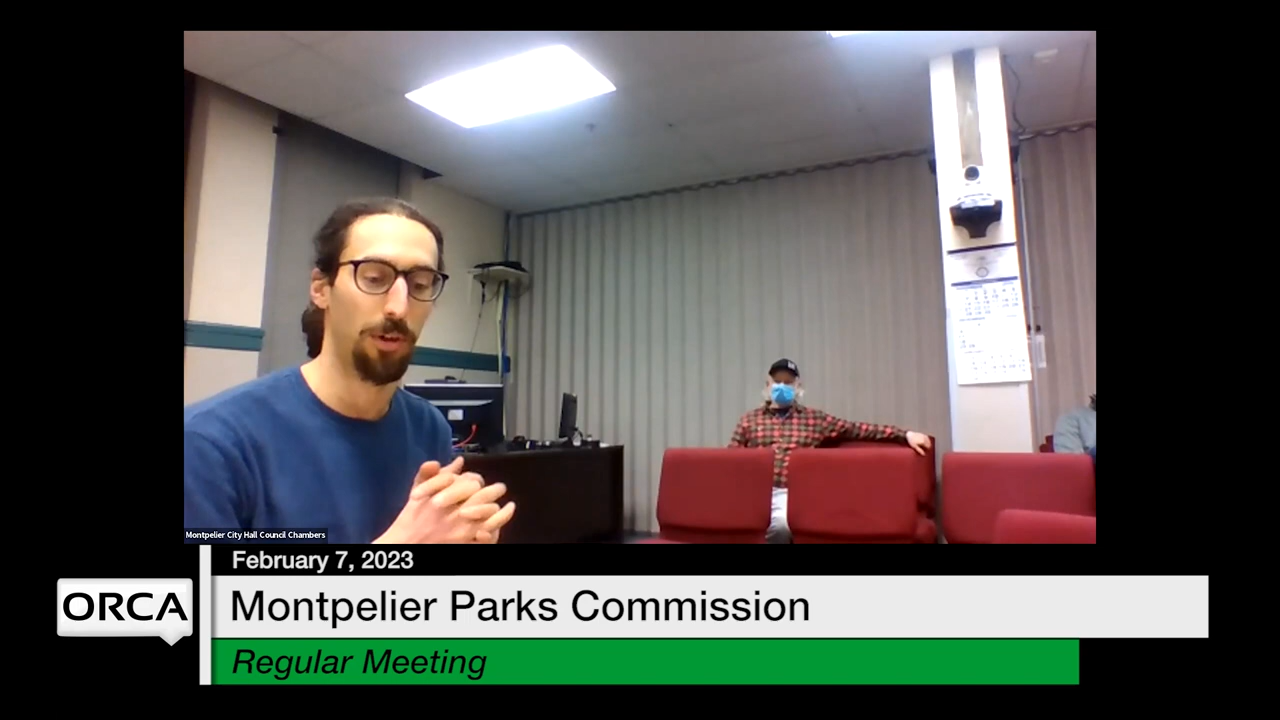 Montpelier City Hall Council Chambers
February 7, 2023
ORCA
Montpelier Parks Commission
Regular Meeting